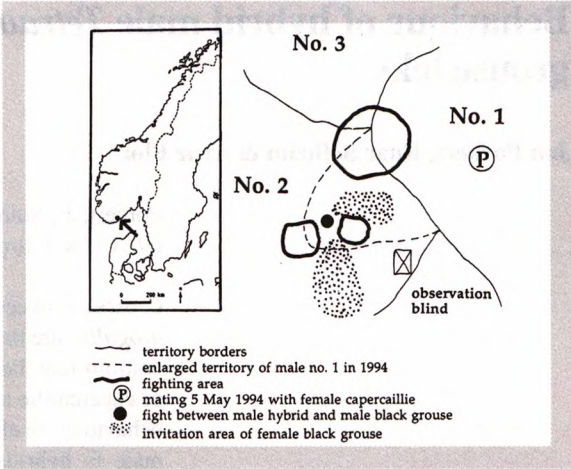 No. 3
No. 1
P
No. 2
observation
blind
0 200 km
territory borders
enlarged territory of male no. 1 in 1994
fighting area
P mating 5 May 1994 with female capercaillie
fight between male hybrid and male black grouse
invitation area of female black grouse